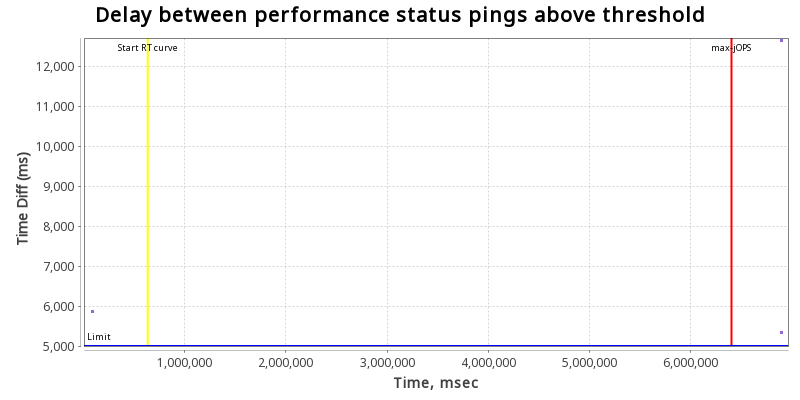 Delay between performance status pings above threshold
Start RT curve
max-jOPS
12,000
11,000
10,000
9,000
8,000
7,000
6,000
5,000
Limit
Time Diff (ms)
1,000,000
2,000,000
3,000,000
4,000,000
5,000,000
6,000,000
Time, msec